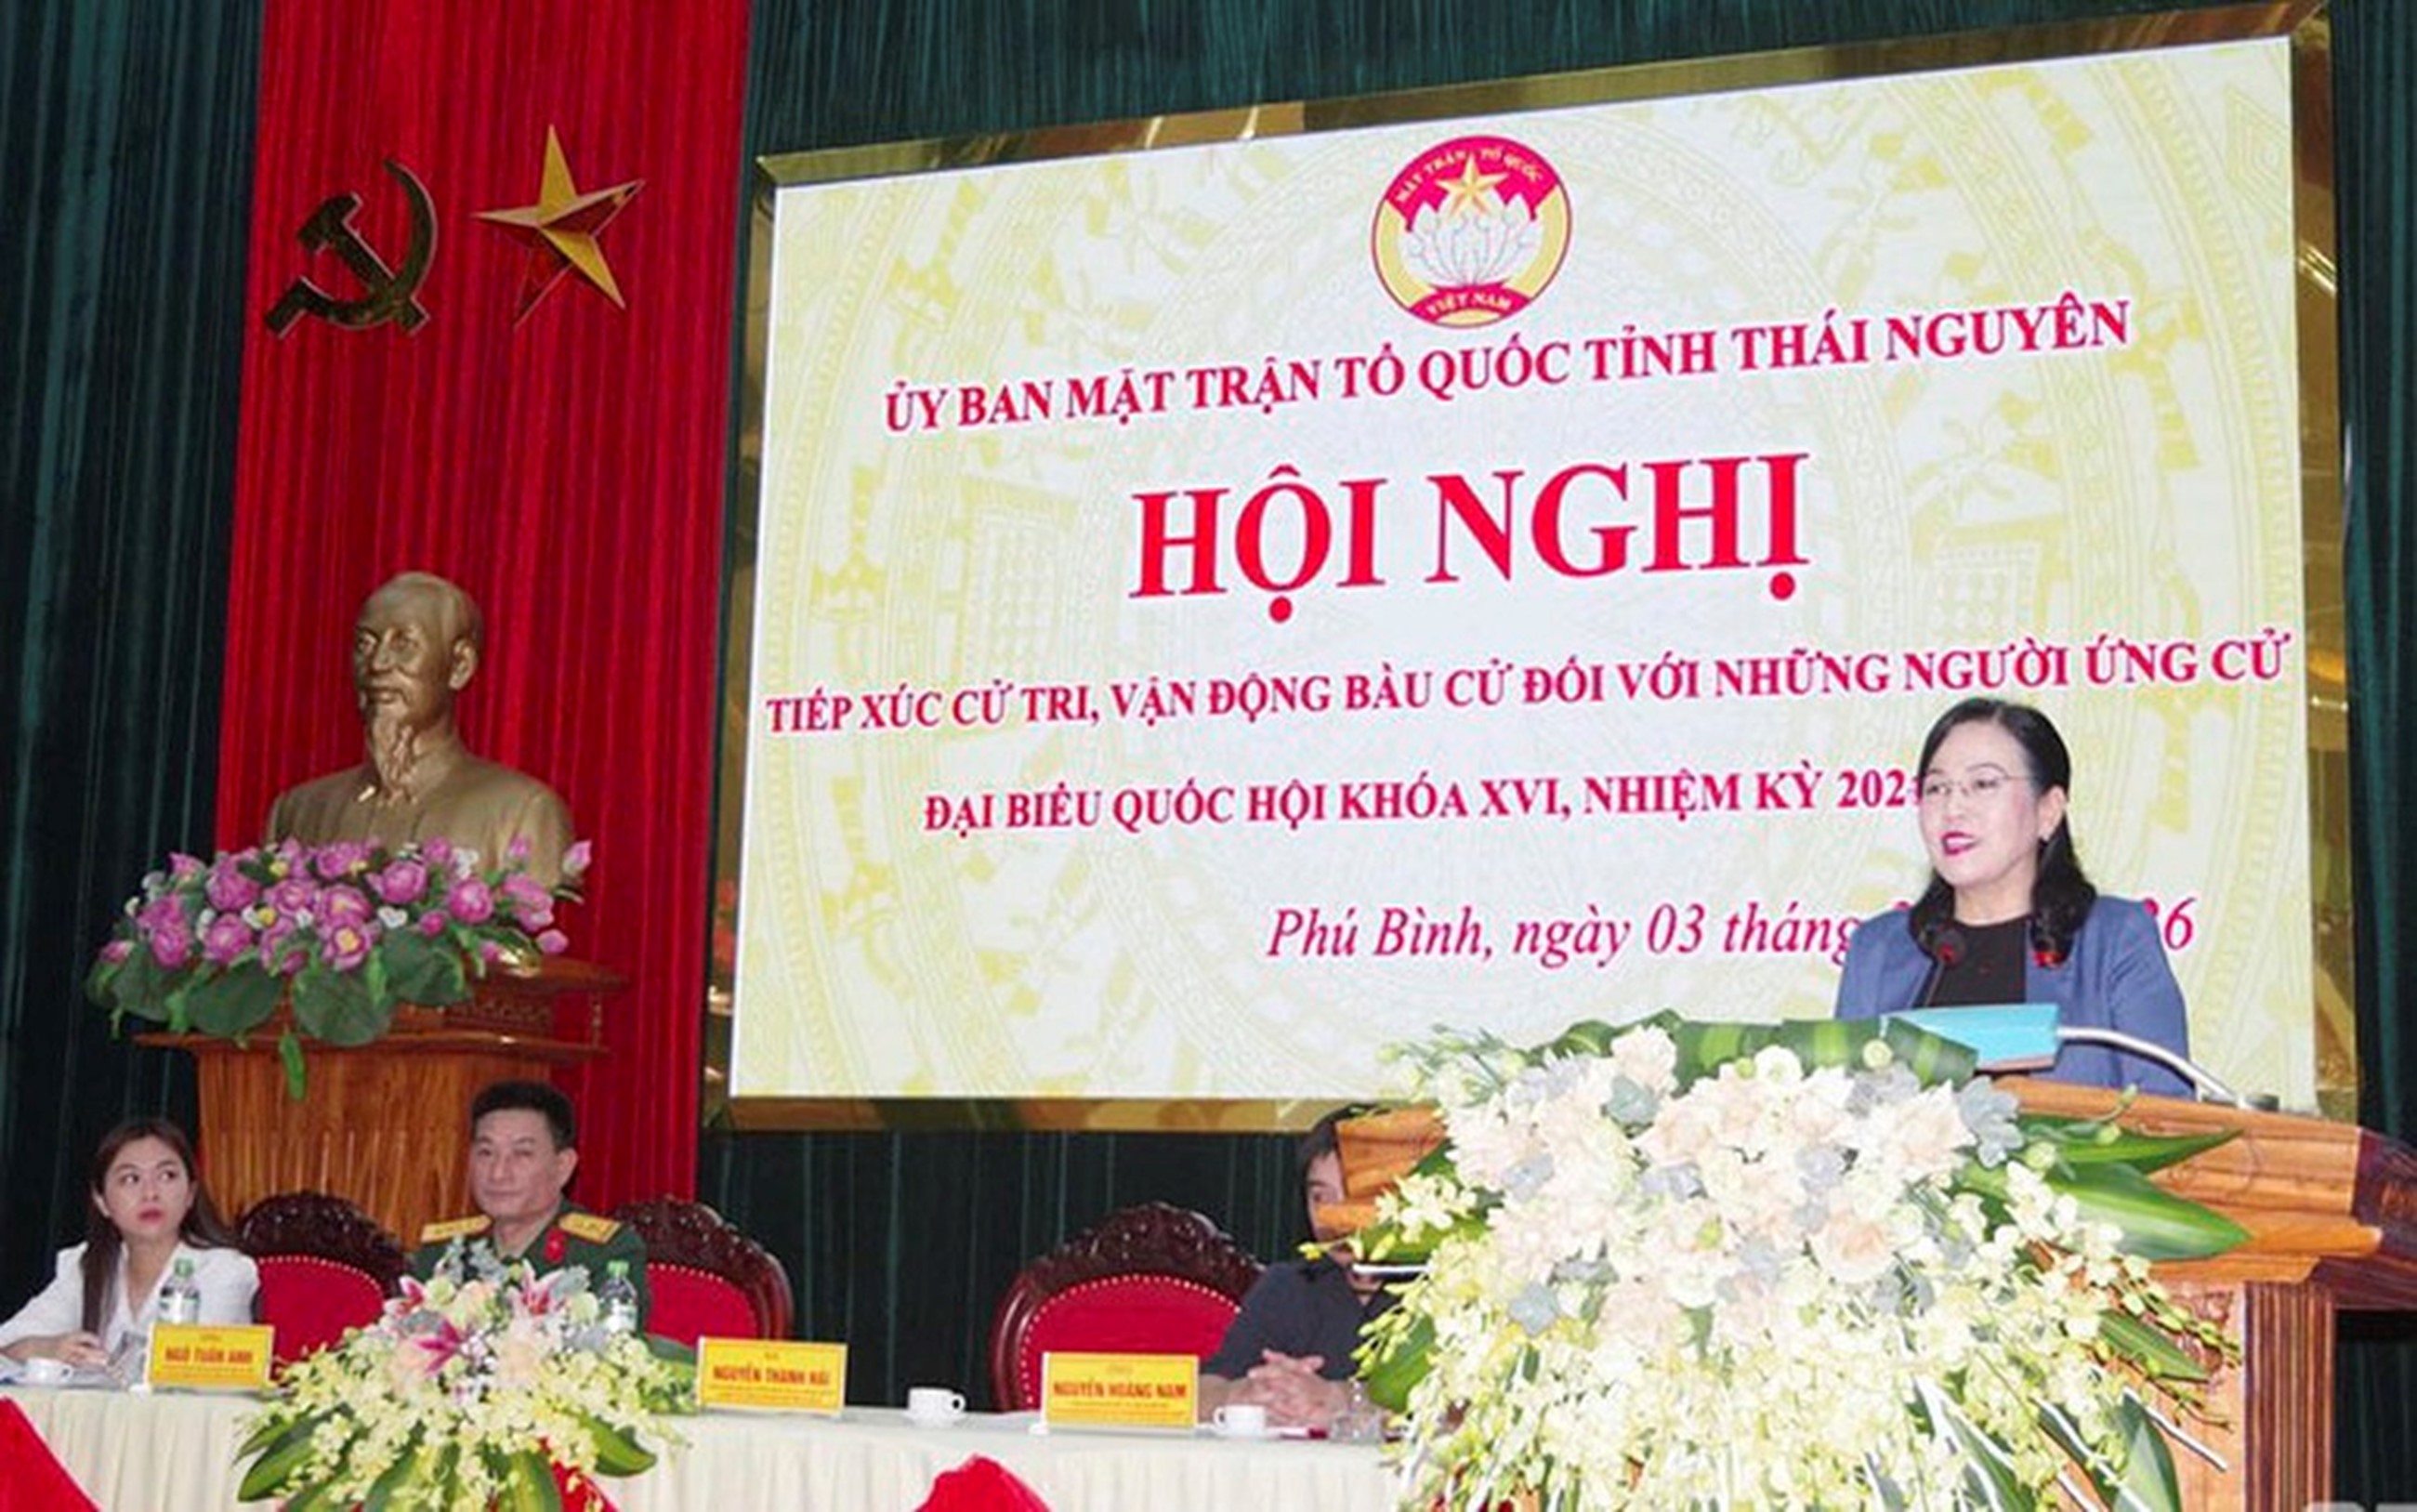 MẶT TRẬN TỔ QUỐC
VIỆT NAM
ỦY BAN MẶT TRẬN TỔ QUỐC TỈNH THÁI NGUYÊN
HỘI NGHỊ
TIẾP XÚC CỬ TRI, VẬN ĐỘNG BẦU CỬ ĐỐI VỚI NHỮNG NGƯỜI ỨNG CỬ
ĐẠI BIỂU QUỐC HỘI KHÓA XVI, NHIỆM KỲ 202
Phú Bình, ngày 03 tháng 26
NGÔ TUẤN ANH
NGUYỄN THANH HẢI
NGUYỄN HOÀNG NAM